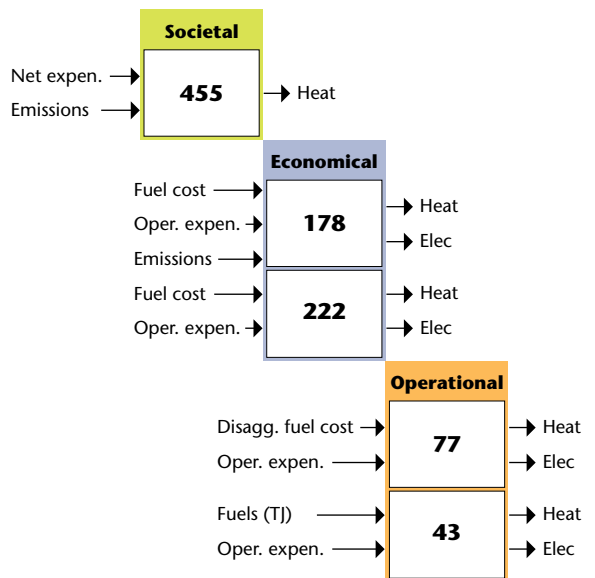 Societal
Net expen.
Emissions
455
Heat
Economical
Fuel cost
Oper. expen.
Emissions
178
Heat
Elec
Fuel cost
Oper. expen.
222
Heat
Elec
Operational
Disagg. fuel cost
Oper. expen.
77
Heat
Elec
Fuels (TJ)
Oper. expen.
43
Heat
Elec